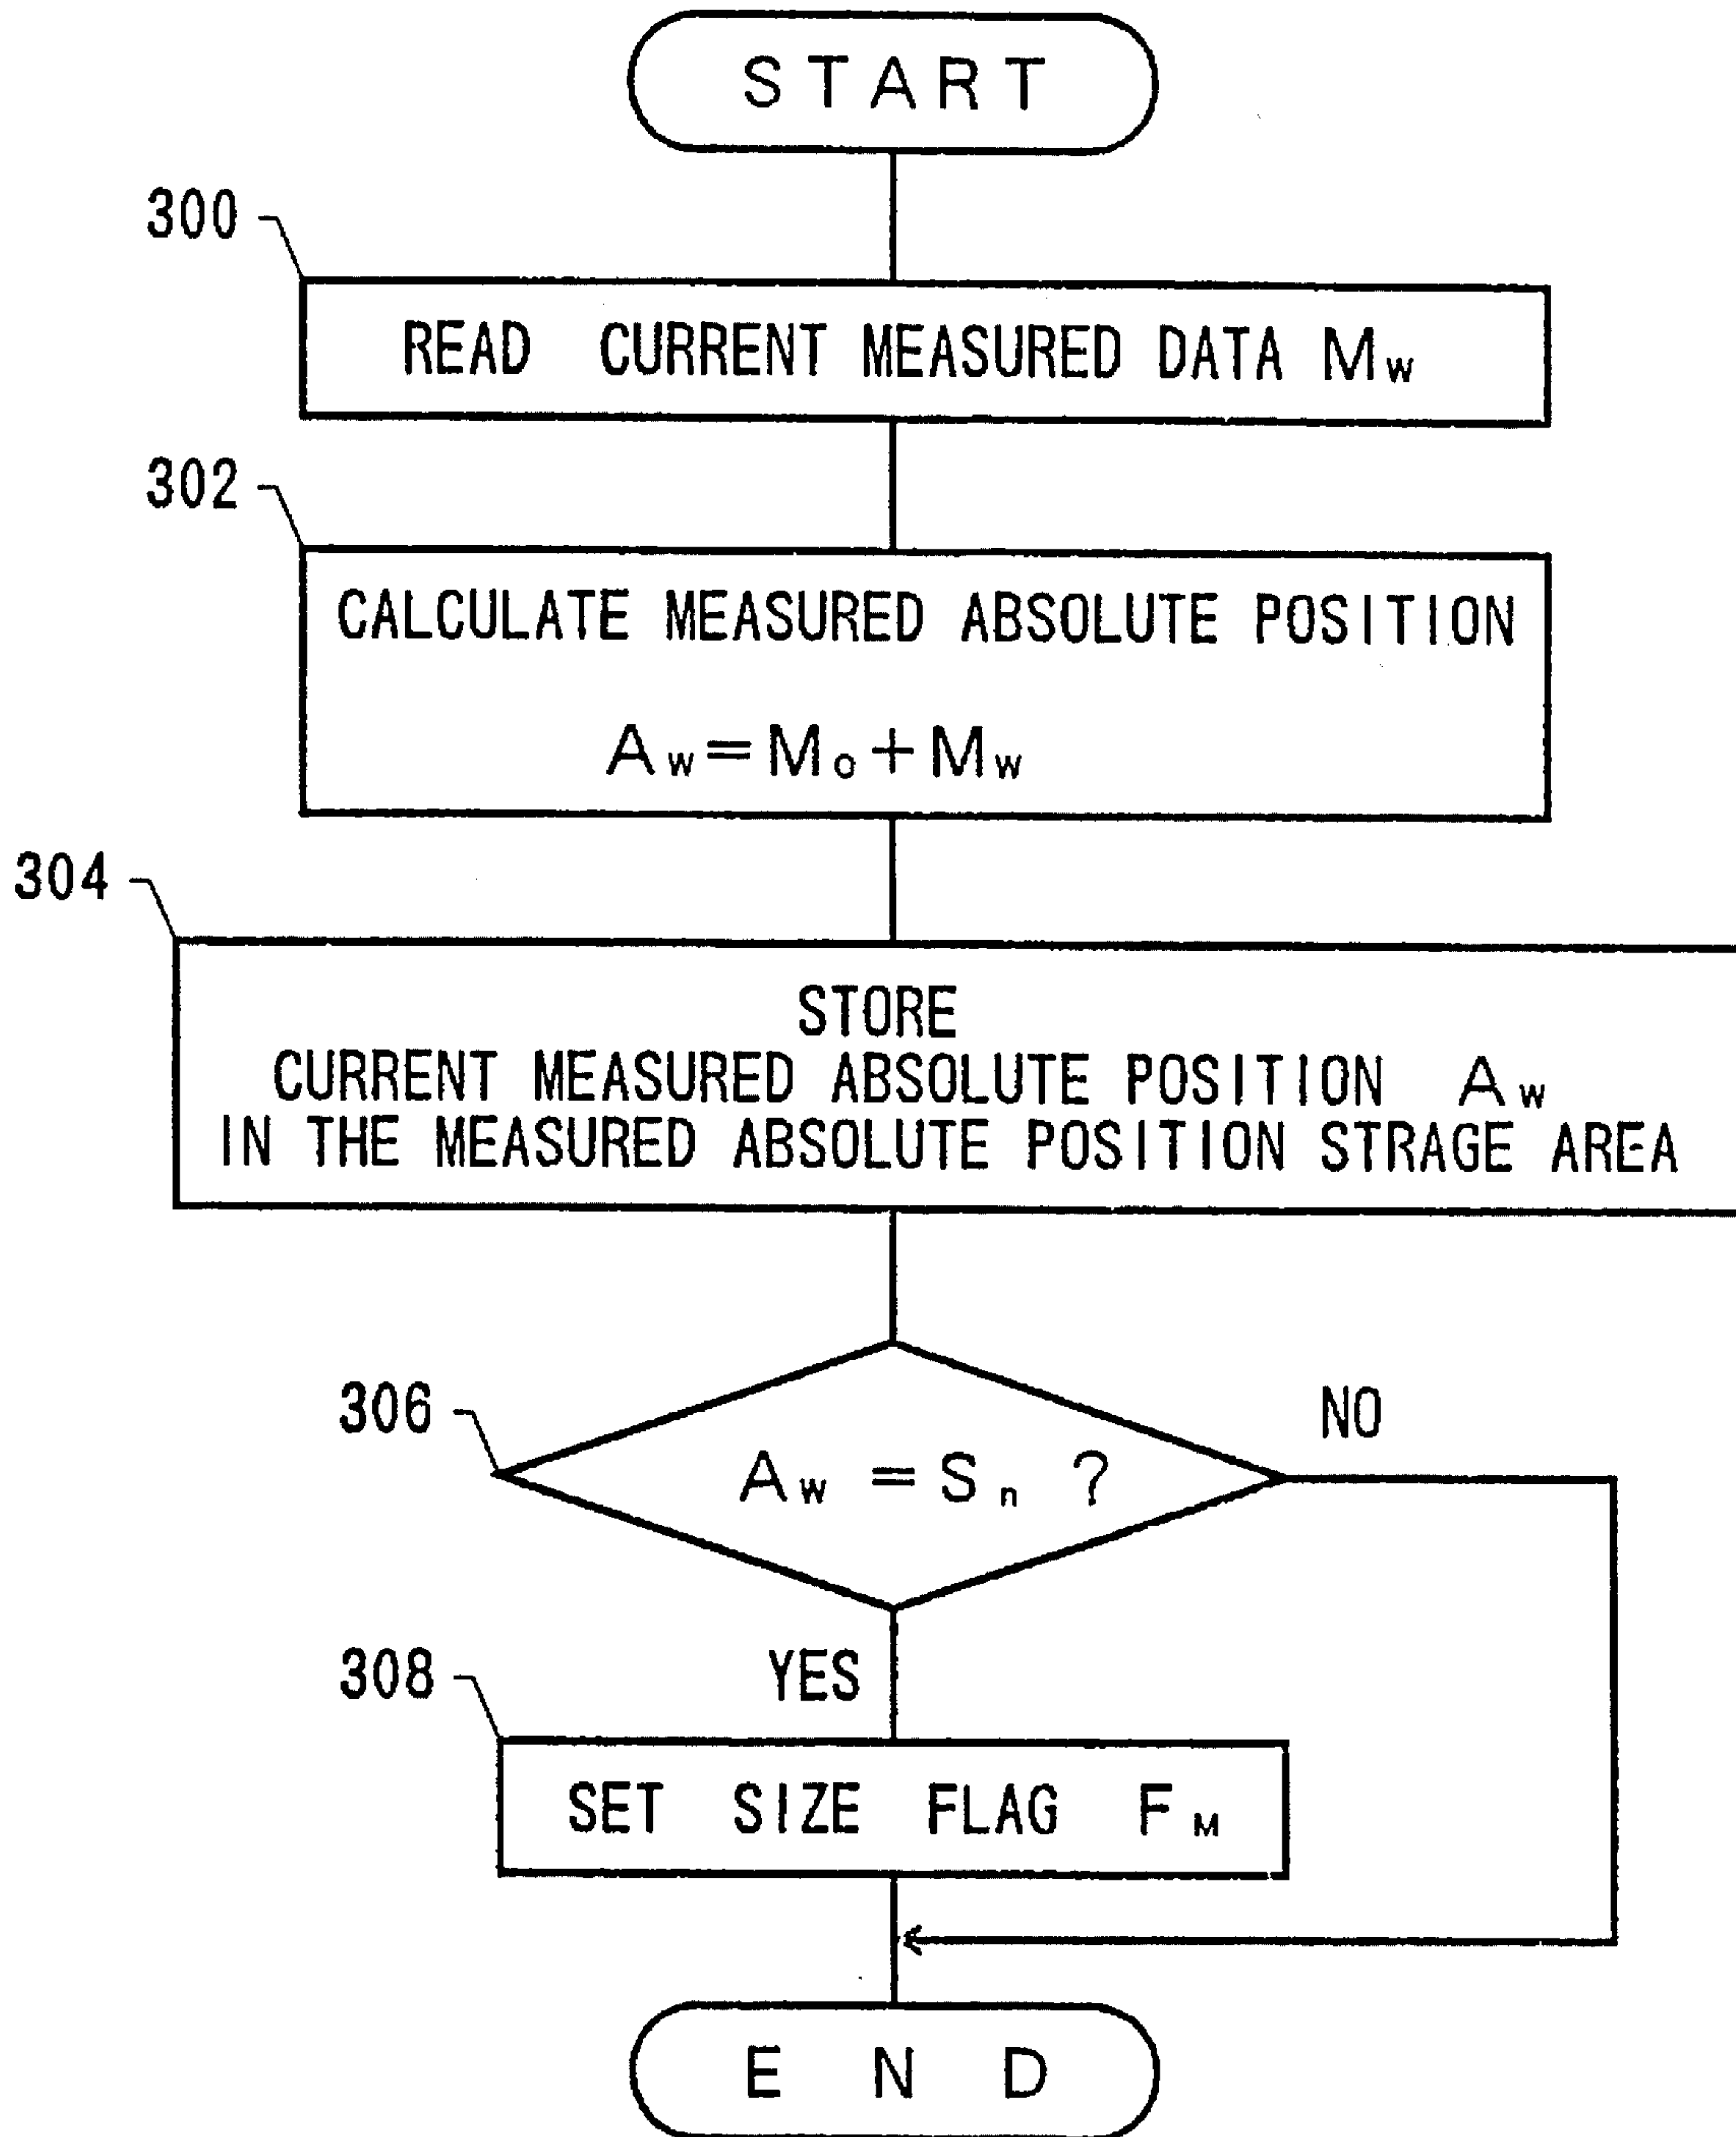 START
300
READ CURRENT MEASURED DATA Mw
302
CALCULATE MEASURED ABSOLUTE POSITION
Aw=Mo+Mw
304
STORE
CURRENT MEASURED ABSOLUTE POSITION Aw
IN THE MEASURED ABSOLUTE POSITION STRAGE AREA
306
NO
Aw=Sn ?
YES
308
SET SIZE FLAG FM
END